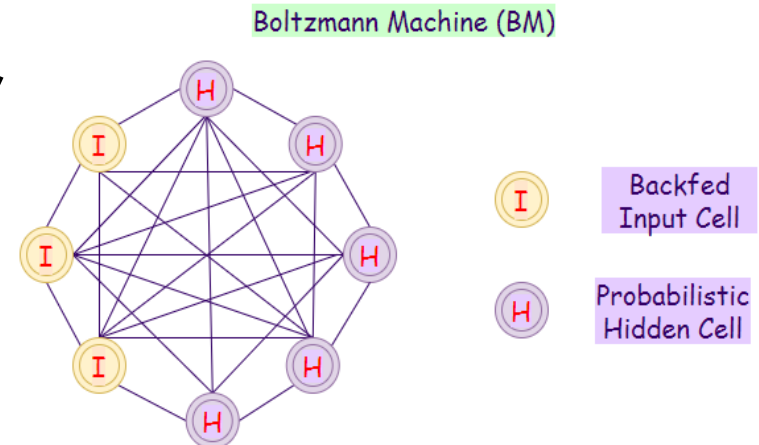 Boltzmann Machine (BM)
H
I
H
I
H
I
H
H
I
Backfed
Input Cell
H
Probabilistic
Hidden Cell